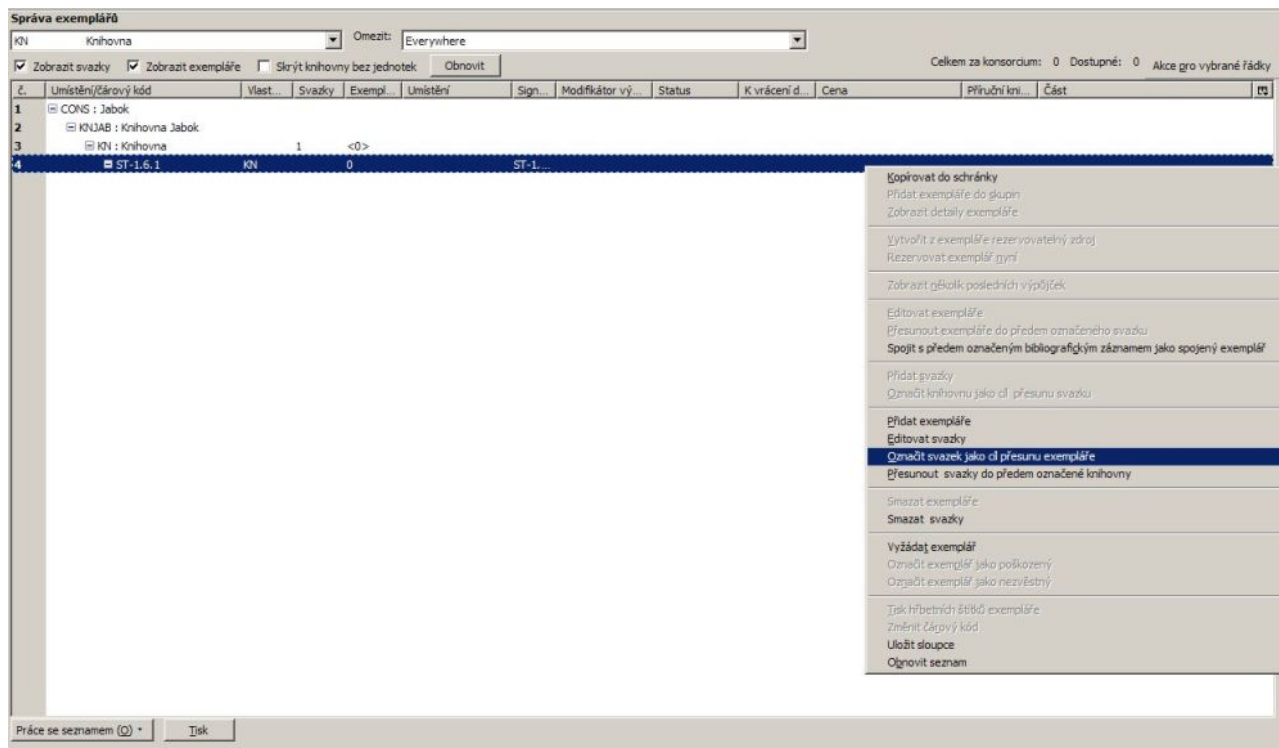 Správa exemplářů
KN Knihovna Omezit: Everywhere
Zobrazit svazky Zobrazit exempláře Skrýt knihovny bez jednotek Obnovit Celkem za konsorcium: 0 Dostupné: 0 Akce pro vybrané řádky
č. Umístění/čárový kód Vlast... Svazky Exempl... Umístění Sign... Modifikátor vý... Status K vrácení d... Cena Příruční kni... Část
1 CONS : Jabok
2 KNJAB : Knihovna Jabok
3 KN : Knihovna 1 <0>
4 ST-1.6.1 KN 0 ST-1....
Kopírovat do schránky
Přidat exempláře do skupin
Zobrazit detaily exempláře
Vytvořit z exempláře rezervovatelný zdroj
Rezervovat exemplář nyní
Zobrazit několik posledních výpůjček
Editovat exempláře
Přesunout exempláře do předem označeného svazku
Spojit s předem označeným bibliografickým záznamem jako spojený exemplář
Přidat svazky
Označit knihovnu jako cíl přesunu svazku
Přidat exempláře
Editovat svazky
Označit svazek jako cíl přesunu exempláře
Přesunout svazky do předem označené knihovny
Smazat exempláře
Smazat svazky
Vyžádat exemplář
Označit exemplář jako poškozený
Označit exemplář jako nezvěstný
Tisk hřbetních štítků exempláře
Změnit čárový kód
Uložit sloupce
Obnovit seznam
Práce se seznamem (O) Tisk